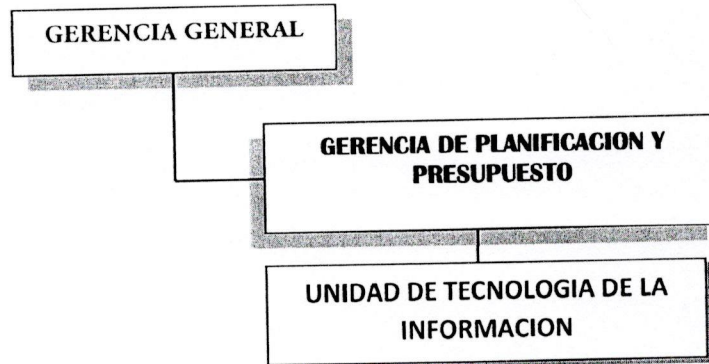 GERENCIA GENERAL
GERENCIA DE PLANIFICACION Y
PRESUPUESTO
UNIDAD DE TECNOLOGIA DE LA
INFORMACION